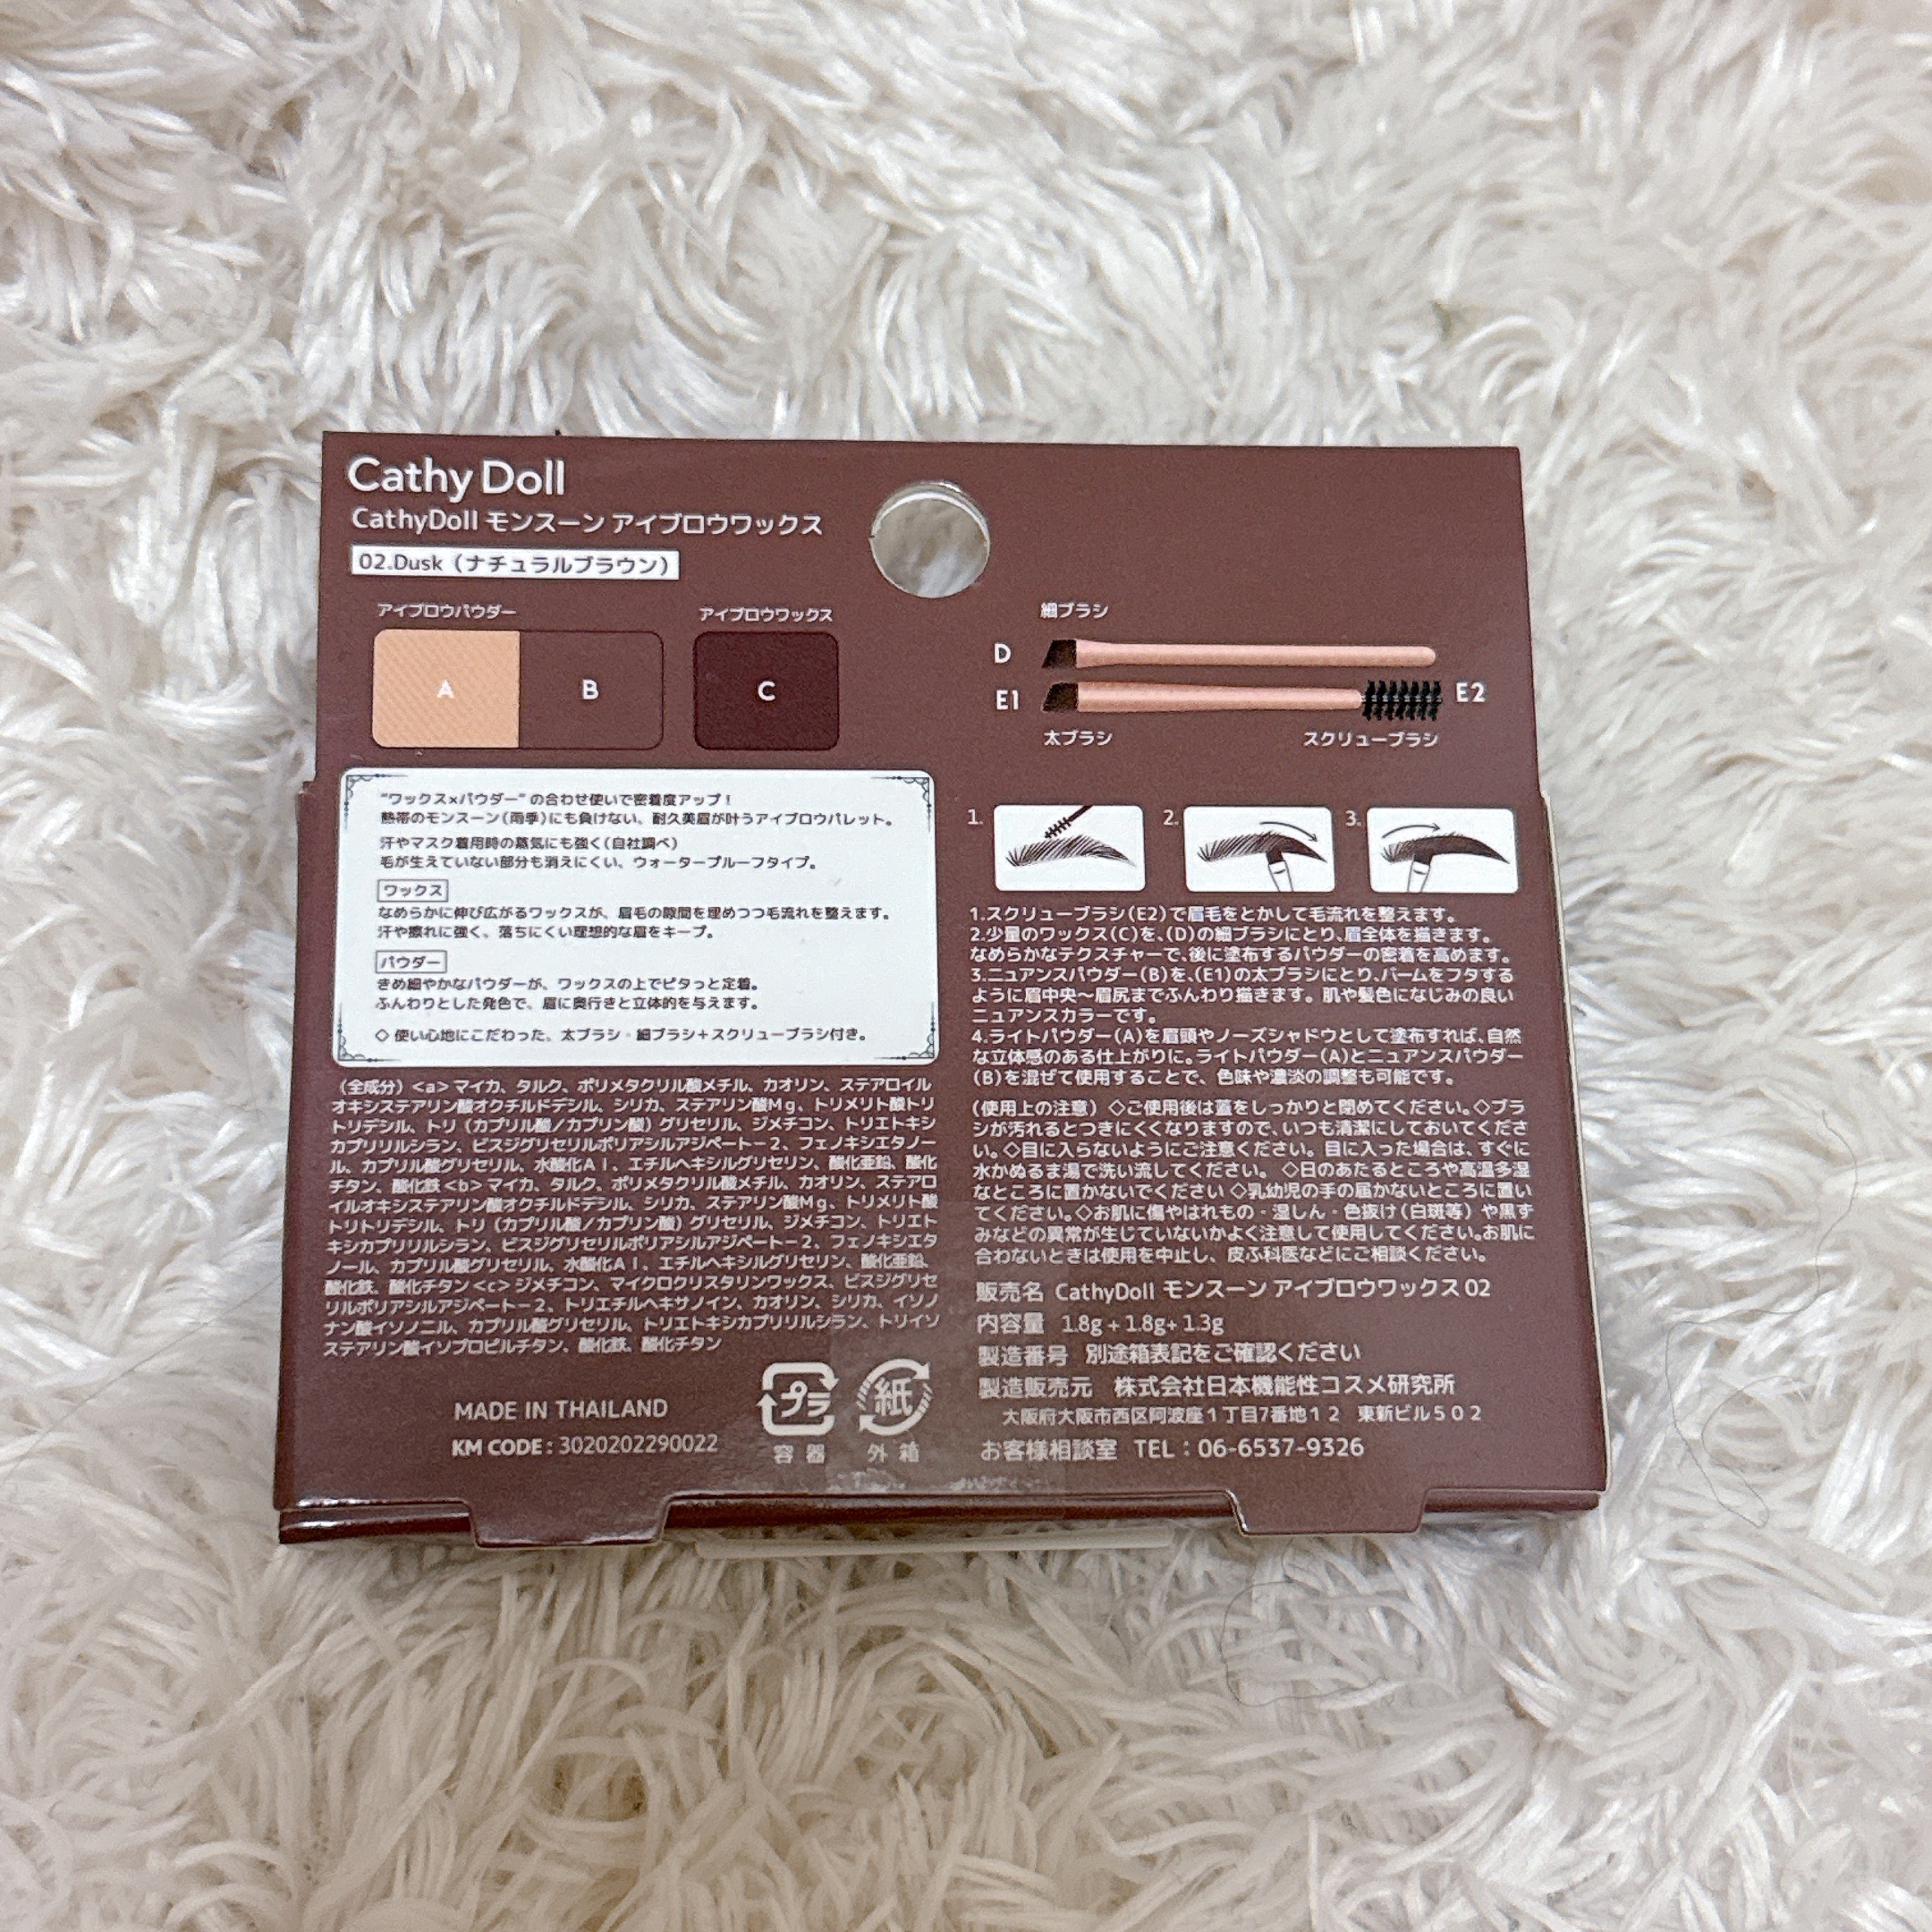 Cathy Doll
CathyDoll モンスーン アイブロウワックス
02.Dusk（ナチュラルブラウン）
アイブロウパウダー
アイブロウワックス
A
B
C
細ブラシ
D
E1
E2
太ブラシ
スクリューブラシ
“ワックス×パウダー” の合わせ使いで密着度アップ！
熱帯のモンスーン（雨季）にも負けない、耐久美眉が叶うアイブロウパレット。
汗やマスク着用時の蒸気にも強く（自社調べ）
毛が生えていない部分も消えにくい、ウォータープルーフタイプ。
ワックス
なめらかに伸び広がるワックスが、眉毛の隙間を埋めつつ毛流れを整えます。
汗や擦れに強く、落ちにくい理想的な眉をキープ。
パウダー
きめ細やかなパウダーが、ワックスの上でピタっと定着。
ふんわりとした発色で、眉に奥行きと立体的を与えます。
◇ 使い心地にこだわった、太ブラシ・細ブラシ＋スクリューブラシ付き。
（全成分）<a> マイカ、タルク、ポリメタクリル酸メチル、カオリン、ステアロイル
オキシステアリン酸オクチルドデシル、シリカ、ステアリン酸Mg、トリメリト酸トリ
トリデシル、トリ（カプリル酸／カプリン酸）グリセリル、ジメチコン、トリエトキシ
カプリリルシラン、ビスジグリセリルポリアシルアジペート－２、フェノキシエタノー
ル、カプリル酸グリセリル、水酸化Ａｌ、エチルヘキシルグリセリン、酸化亜鉛、酸化
チタン、酸化鉄 <b> マイカ、タルク、ポリメタクリル酸メチル、カオリン、ステアロ
イルオキシステアリン酸オクチルドデシル、シリカ、ステアリン酸Mg、トリメリト酸
トリトリデシル、トリ（カプリル酸／カプリン酸）グリセリル、ジメチコン、トリエト
キシカプリリルシラン、ビスジグリセリルポリアシルアジペート－２、フェノキシエタ
ノール、カプリル酸グリセリル、水酸化Ａｌ、エチルヘキシルグリセリン、酸化亜鉛、
酸化鉄、酸化チタン <c> ジメチコン、マイクロクリスタリンワックス、ビスジグリセ
リルポリアシルアジペート－２、トリエチルヘキサノイン、カオリン、シリカ、イソノ
ナン酸イソノニル、カプリル酸グリセリル、トリエトキシカプリリルシラン、トリイソ
ステアリン酸イソプロピルチタン、酸化鉄、酸化チタン
MADE IN THAILAND
KM CODE : 3020202290022
プラ
容器
紙
外箱
1.
2.
3.
1.スクリューブラシ（E2）で眉毛をとかして毛流れを整えます。
2.少量のワックス（C）を、（D）の細ブラシにとり、眉全体を描きます。
なめらかなテクスチャーで、後に塗布するパウダーの密着を高めます。
3.ニュアンスパウダー（B）を、（E1）の太ブラシにとり、バームをフタする
ように眉中央～眉尻までふんわり描きます。肌や髪色になじみの良い
ニュアンスカラーです。
4.ライトパウダー（A）を眉頭やノーズシャドウとして塗布すれば、自然
な立体感のある仕上がりに。ライトパウダー（A）とニュアンスパウダー
（B）を混ぜて使用することで、色味や濃淡の調整も可能です。
（使用上の注意）◇ご使用後は蓋をしっかりと閉めてください。◇ブラ
シが汚れるとつきにくくなりますので、いつも清潔にしておいてくださ
い。◇目に入らないようにご注意ください。目に入った場合は、すぐに
水かぬるま湯で洗い流してください。 ◇日のあたるところや高温多湿
なところに置かないでください ◇乳幼児の手の届かないところに置い
てください。◇お肌に傷やはれもの・湿しん・色抜け（白斑等）や黒ず
みなどの異常が生じていないかよく注意して使用してください。お肌に
合わないときは使用を中止し、皮ふ科医などにご相談ください。
販売名 CathyDoll モンスーン アイブロウワックス 02
内容量 1.8g + 1.8g+ 1.3g
製造番号 別途箱表記をご確認ください
製造販売元 株式会社日本機能性コスメ研究所
大阪府大阪市西区阿波座１丁目7番地１２ 東新ビル５０２
お客様相談室 TEL：06-6537-9326